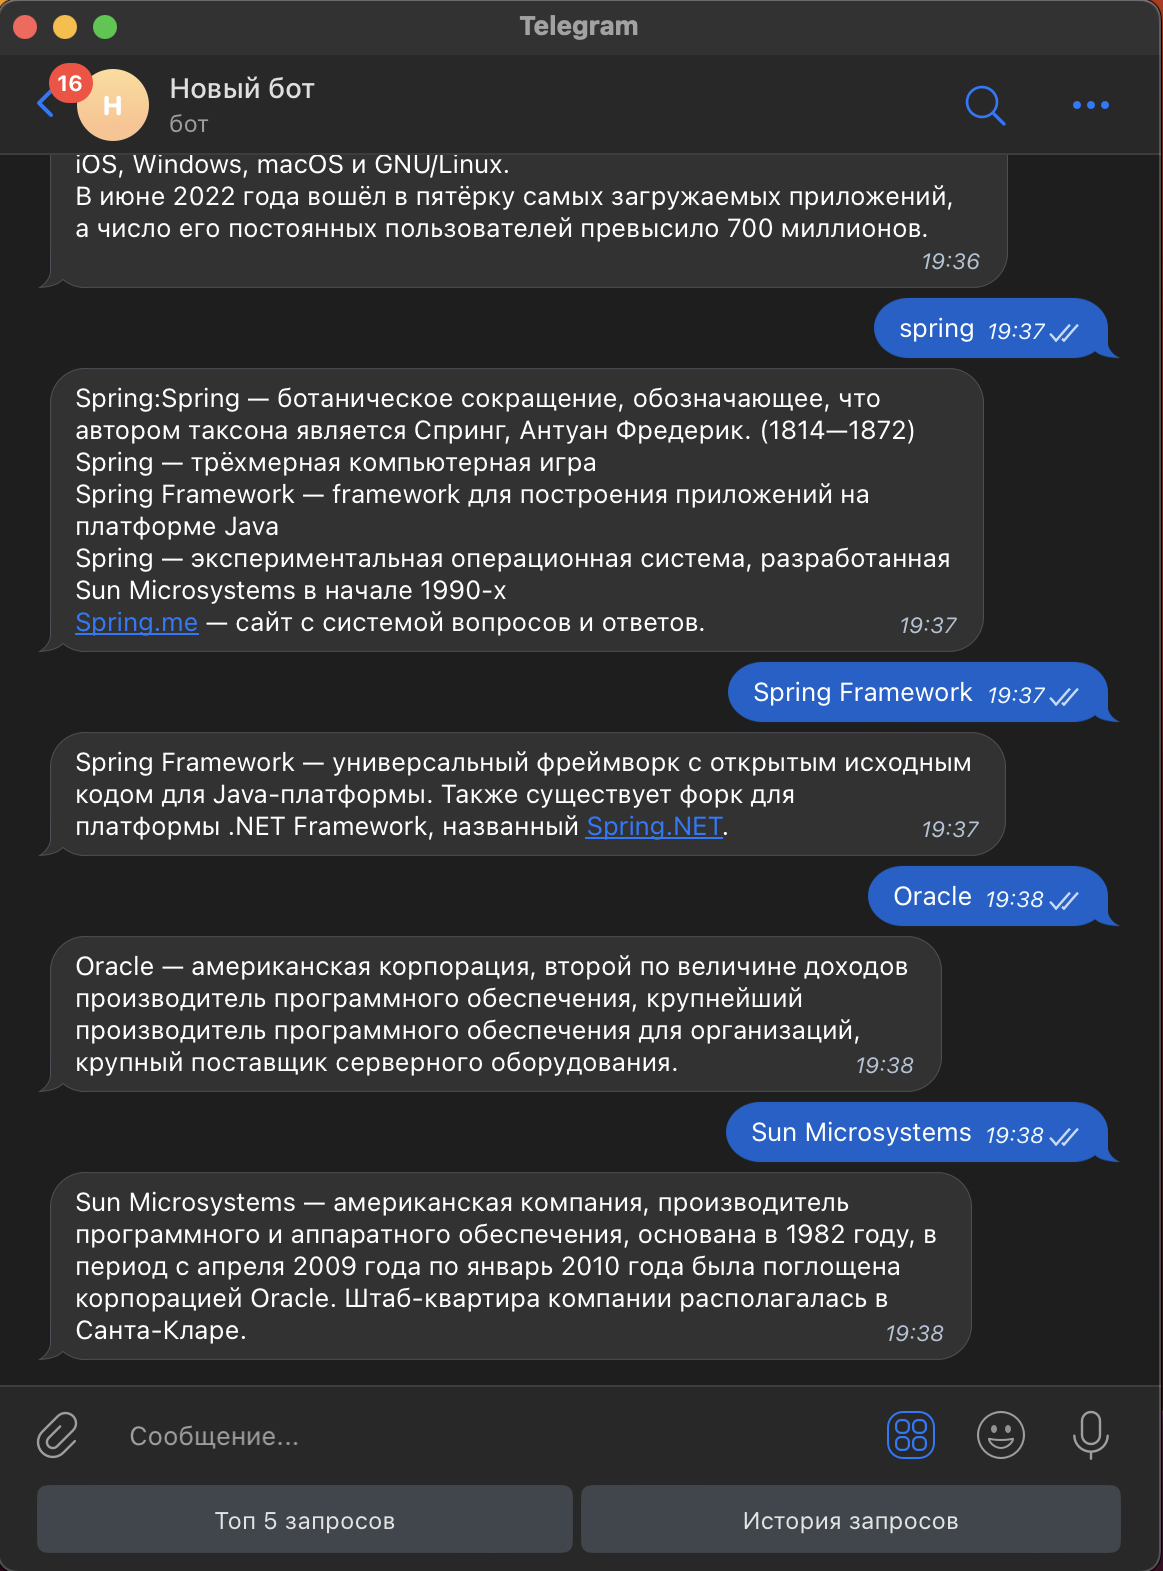 Telegram
16
Н
Новый бот
бот
iOS, Windows, macOS и GNU/Linux.
В июне 2022 года вошёл в пятёрку самых загружаемых приложений,
а число его постоянных пользователей превысило 700 миллионов.
19:36
spring 19:37
Spring:Spring — ботаническое сокращение, обозначающее, что
автором таксона является Спринг, Антуан Фредерик. (1814—1872)
Spring — трёхмерная компьютерная игра
Spring Framework — framework для построения приложений на
платформе Java
Spring — экспериментальная операционная система, разработанная
Sun Microsystems в начале 1990-х
Spring.me — сайт с системой вопросов и ответов. 19:37
Spring Framework 19:37
Spring Framework — универсальный фреймворк с открытым исходным
кодом для Java-платформы. Также существует форк для
платформы .NET Framework, названный Spring.NET. 19:37
Oracle 19:38
Oracle — американская корпорация, второй по величине доходов
производитель программного обеспечения, крупнейший
производитель программного обеспечения для организаций,
крупный поставщик серверного оборудования. 19:38
Sun Microsystems 19:38
Sun Microsystems — американская компания, производитель
программного и аппаратного обеспечения, основана в 1982 году, в
период с апреля 2009 года по январь 2010 года была поглощена
корпорацией Oracle. Штаб-квартира компании располагалась в
Санта-Кларе. 19:38
Сообщение...
Топ 5 запросов
История запросов